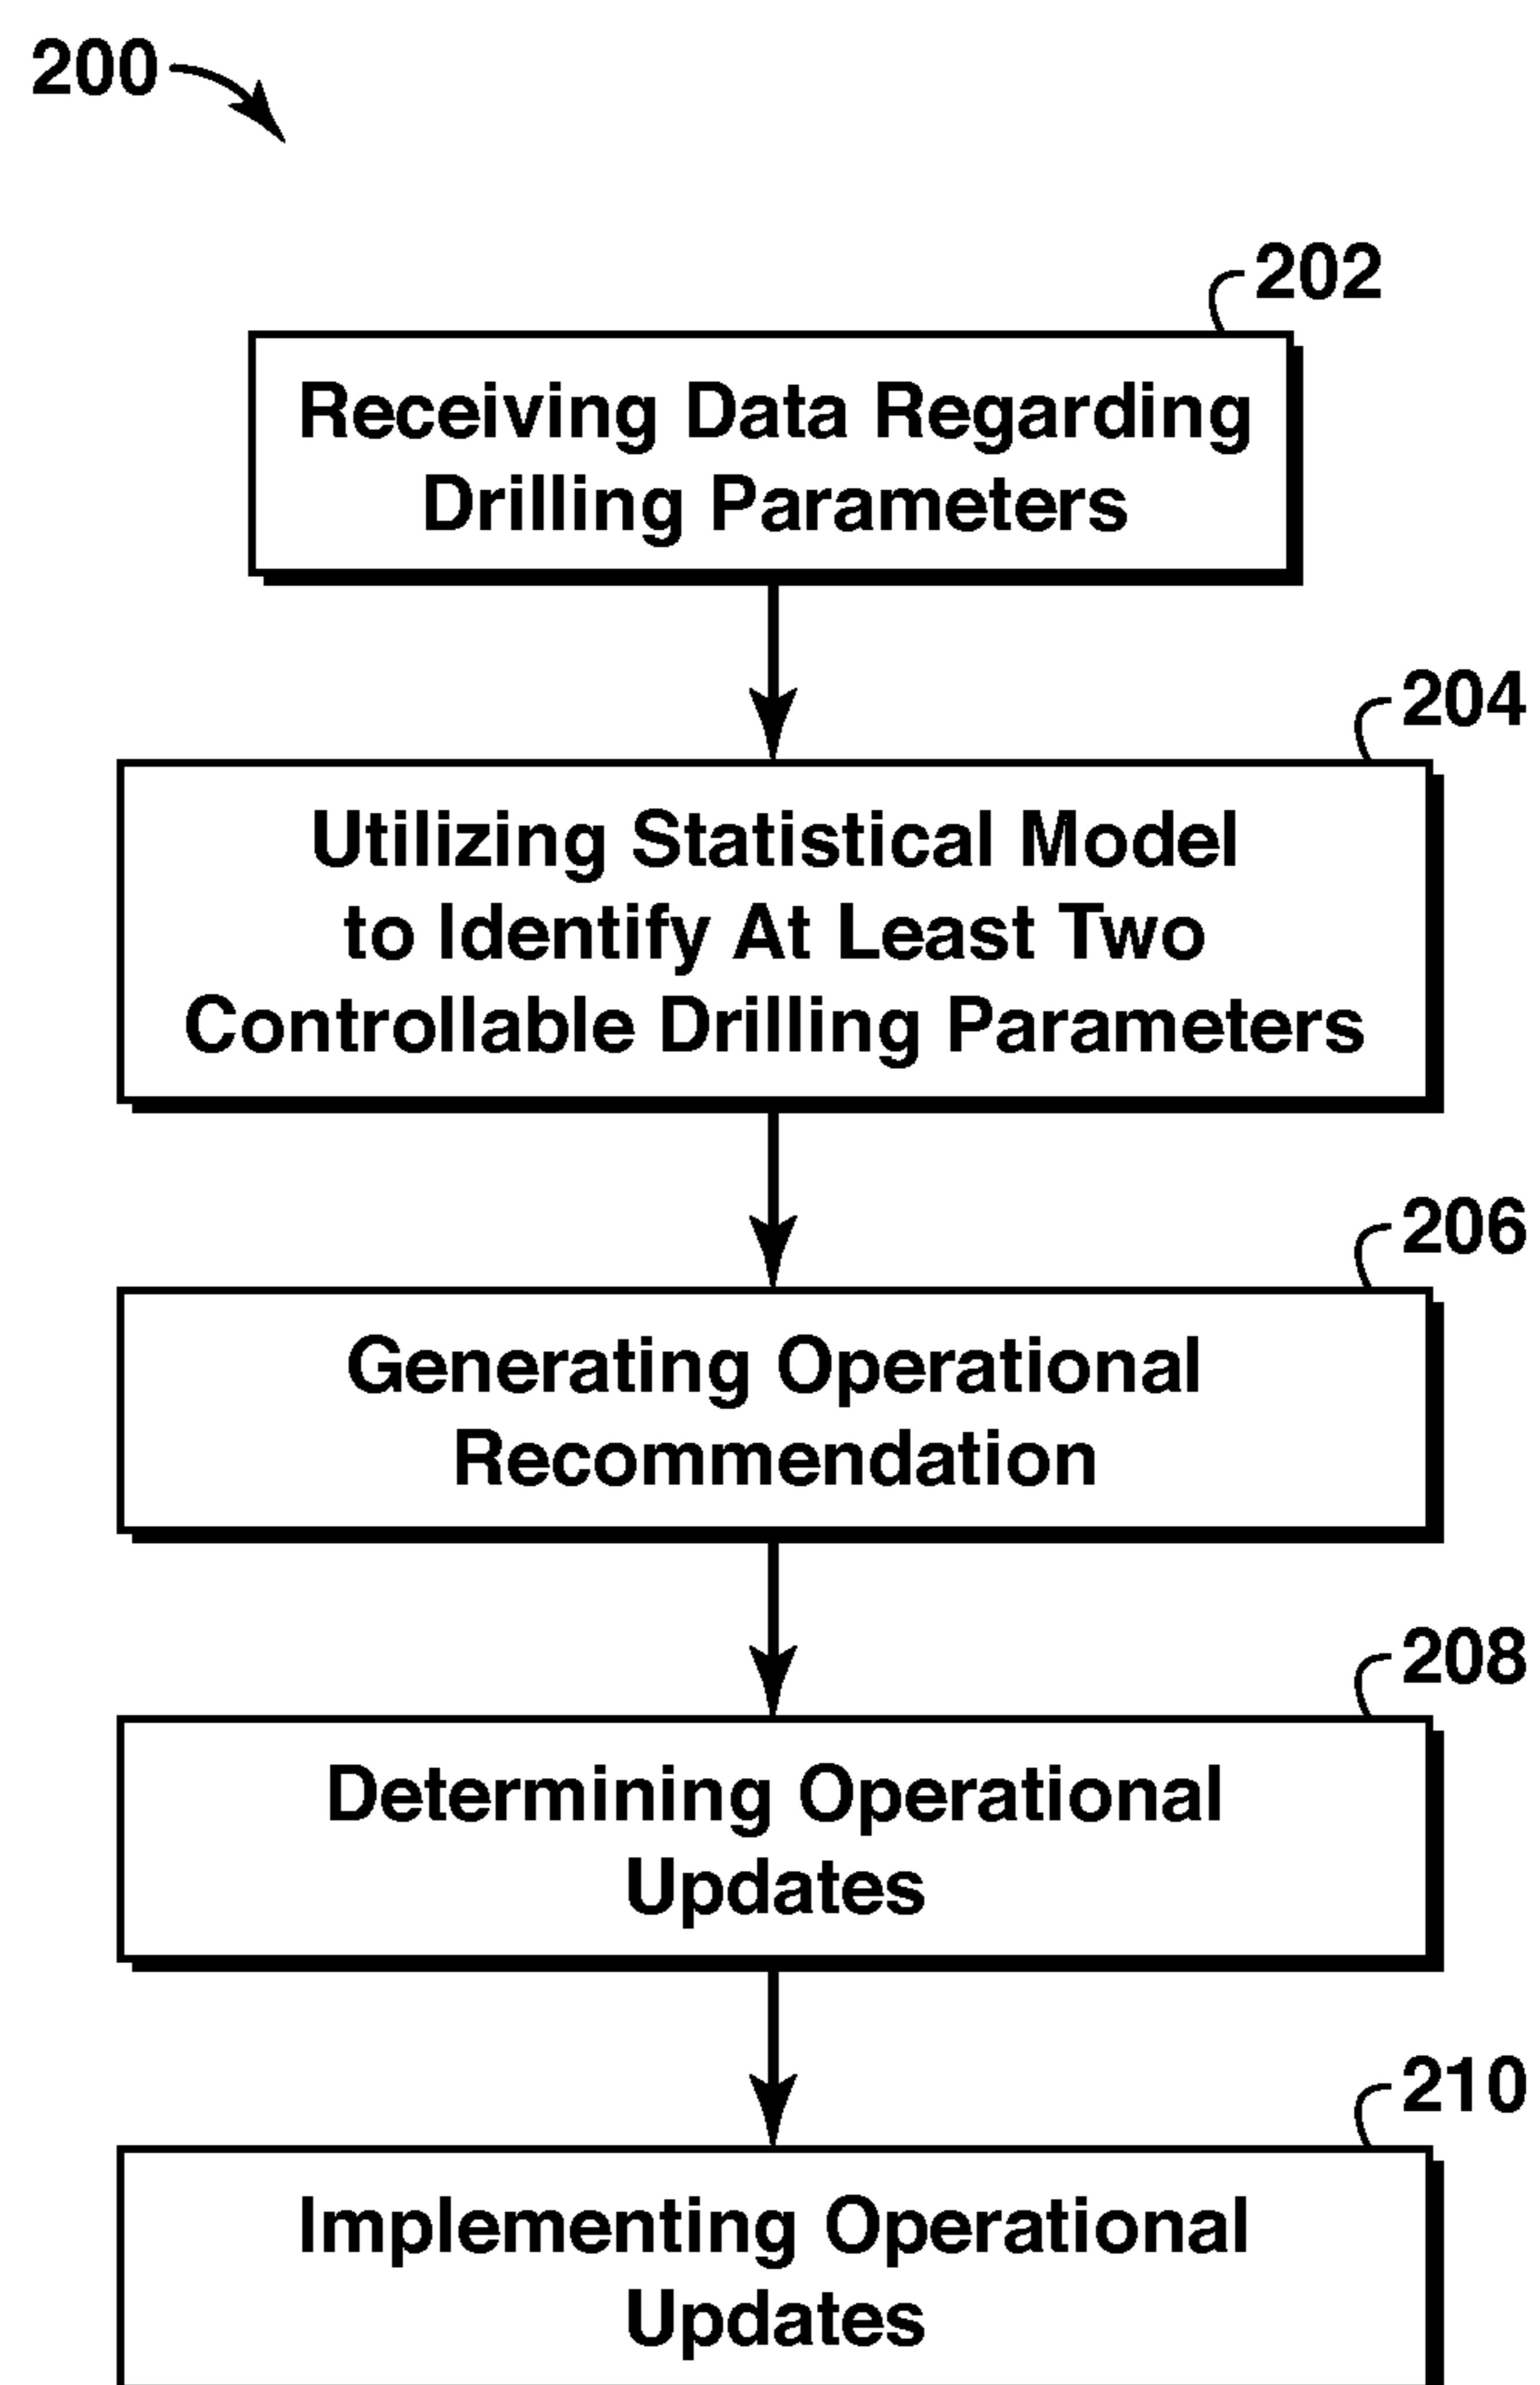 200
202
Receiving Data Regarding
Drilling Parameters
204
Utilizing Statistical Model
to Identify At Least Two
Controllable Drilling Parameters
206
Generating Operational
Recommendation
208
Determining Operational
Updates
210
Implementing Operational
Updates